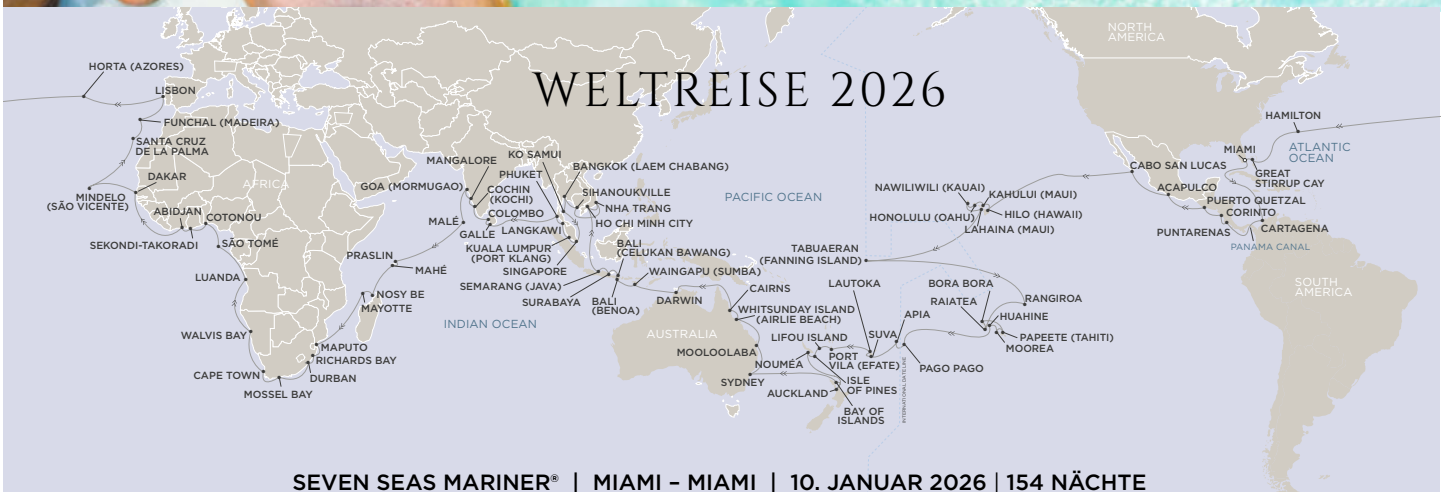 WELTREISE 2026
NORTH
AMERICA
HORTA (AZORES)
LISBON
FUNCHAL (MADEIRA)
SANTA CRUZ
DE LA PALMA
DAKAR
AFRICA
MINDELO
(SÃO VICENTE)
ABIDJAN
COTONOU
SEKONDI-TAKORADI
SÃO TOMÉ
LUANDA
WALVIS BAY
CAPE TOWN
MOSSEL BAY
DURBAN
RICHARDS BAY
MAPUTO
MAYOTTE
NOSY BE
MAHÉ
PRASLIN
MALÉ
GOA (MORMUGAO)
MANGALORE
COCHIN
(KOCHI)
COLOMBO
GALLE
PHUKET
LANGKAWI
KUALA LUMPUR
(PORT KLANG)
SINGAPORE
KO SAMUI
BANGKOK (LAEM CHABANG)
SIHANOUKVILLE
NHA TRANG
HO CHI MINH CITY
BALI
(CELUKAN BAWANG)
SEMARANG (JAVA)
SURABAYA
BALI
(BENOA)
WAINGAPU (SUMBA)
DARWIN
INDIAN OCEAN
AUSTRALIA
CAIRNS
WHITSUNDAY ISLAND
(AIRLIE BEACH)
MOOLOOLABA
SYDNEY
LIFOU ISLAND
NOUMÉA
PORT
VILA (EFATE)
ISLE
OF PINES
AUCKLAND
BAY OF
ISLANDS
LAUTOKA
SUVA
APIA
PAGO PAGO
INTERNATIONAL DATE LINE
PACIFIC OCEAN
BORA BORA
RAIATEA
HUAHINE
PAPEETE (TAHITI)
MOOREA
RANGIROA
TABUAERAN
(FANNING ISLAND)
NAWILIWILI (KAUAI)
KAHULUI (MAUI)
HONOLULU (OAHU)
HILO (HAWAII)
LAHAINA (MAUI)
CABO SAN LUCAS
ACAPULCO
PUERTO QUETZAL
CORINTO
PUNTARENAS
CARTAGENA
PANAMA CANAL
HAMILTON
MIAMI
GREAT
STIRRUP CAY
ATLANTIC
OCEAN
SOUTH
AMERICA
SEVEN SEAS MARINER® | MIAMI – MIAMI | 10. JANUAR 2026 | 154 NÄCHTE